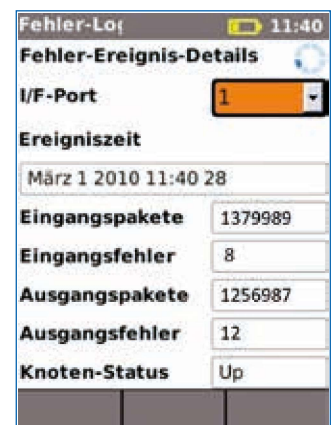 Fehler-Log 11:40
Fehler-Ereignis-Details
I/F-Port 1
Ereigniszeit
März 1 2010 11:40 28
Eingangspakete 1379989
Eingangsfehler 8
Ausgangspakete 1256987
Ausgangsfehler 12
Knoten-Status Up